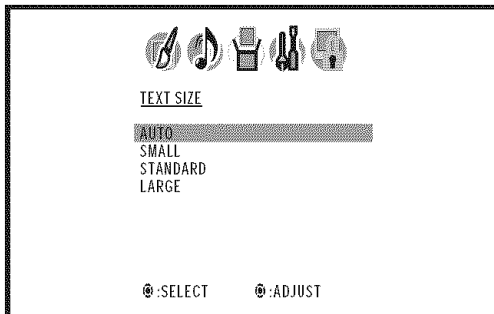 TEXT SIZE
AUTO
SMALL
STANDARD
LARGE
:SELECT :ADJUST